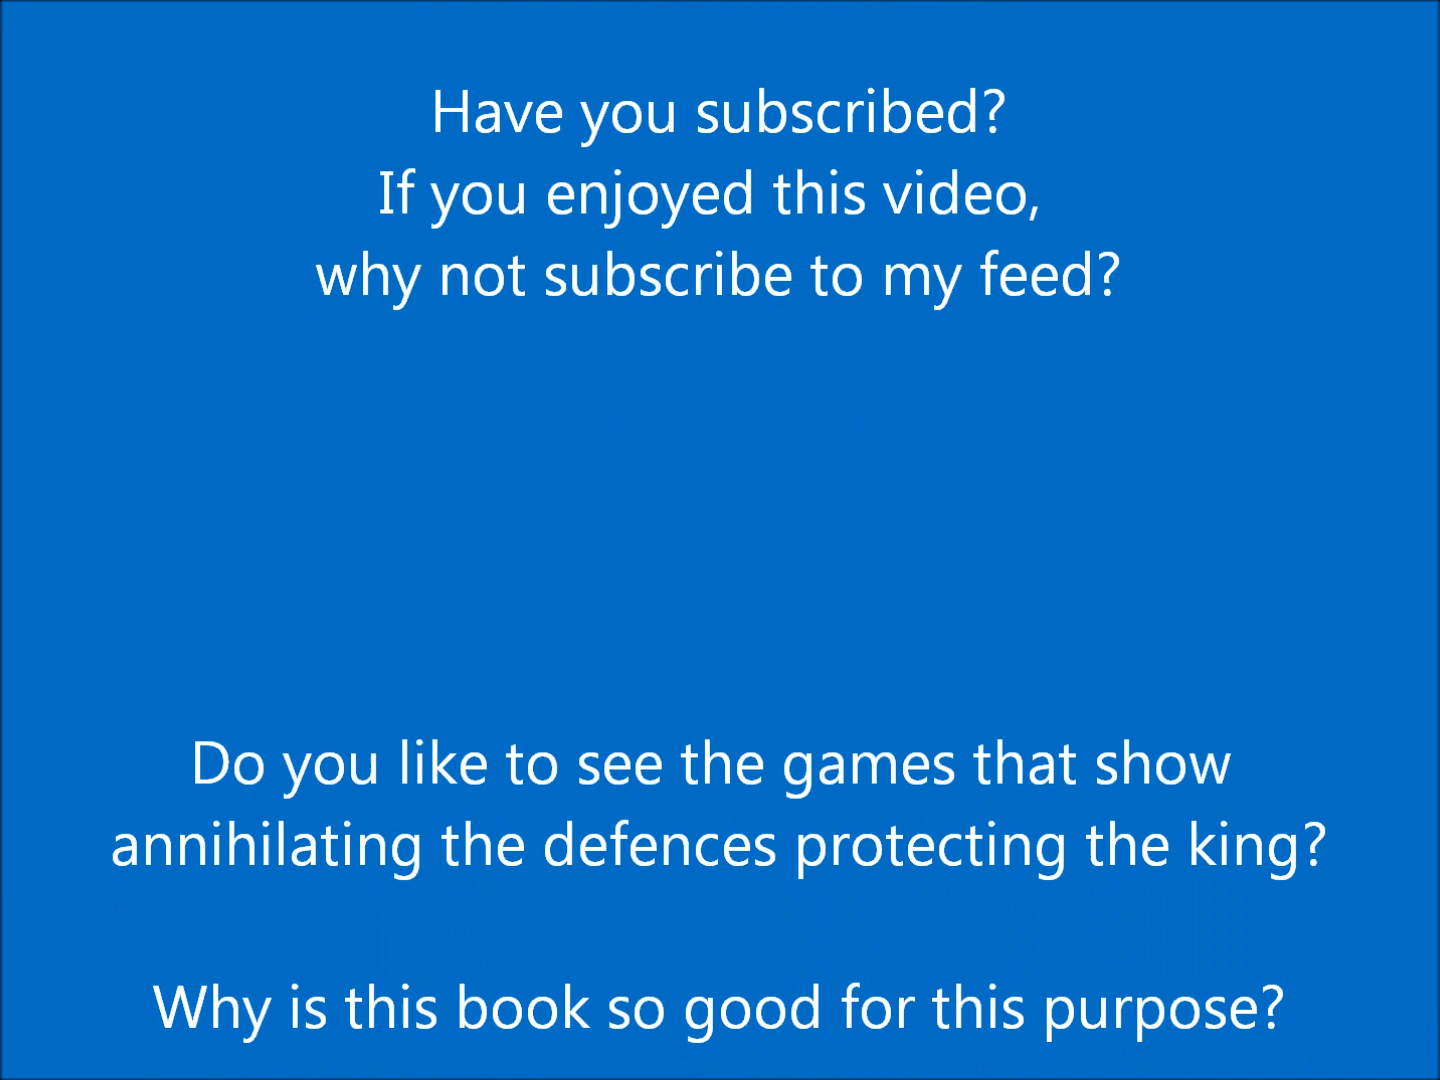 Have you subscribed?
If you enjoyed this video,
why not subscribe to my feed?
Do you like to see the games that show
annihilating the defences protecting the king?
Why is this book so good for this purpose?